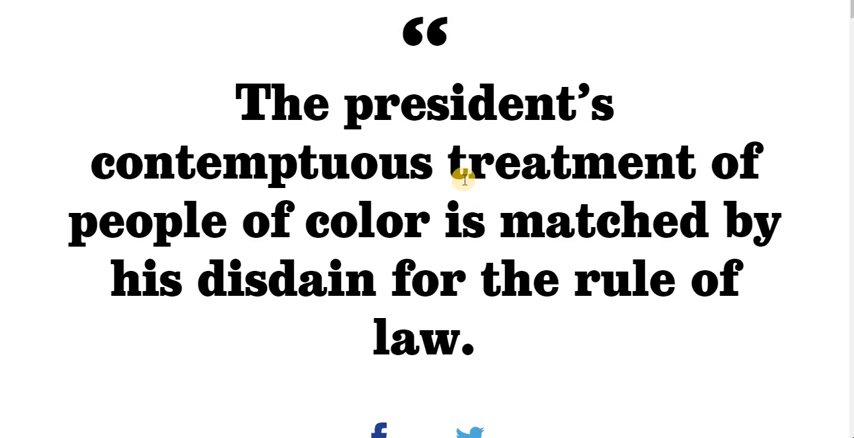 “
The president’s
contemptuous treatment of
people of color is matched by
his disdain for the rule of
law.